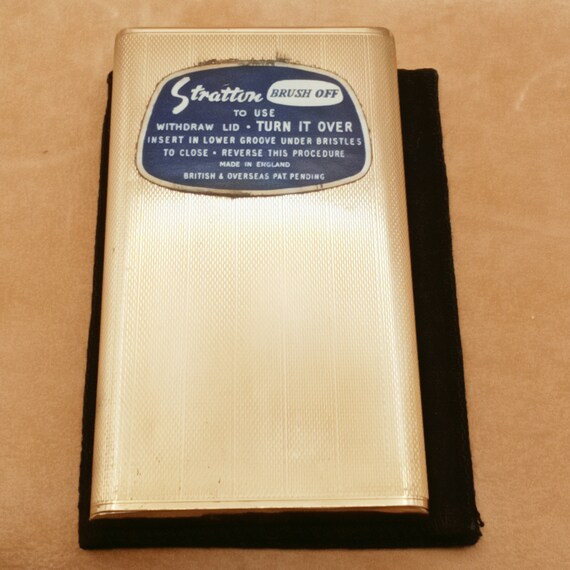 Stratton BRUSH OFF
TO USE
WITHDRAW LID • TURN IT OVER
INSERT IN LOWER GROOVE UNDER BRISTLES
TO CLOSE • REVERSE THIS PROCEDURE
MADE IN ENGLAND
BRITISH & OVERSEAS PAT. PENDING